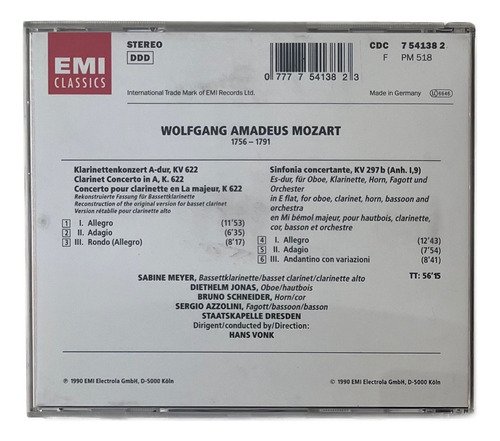 EMI
CLASSICS
STEREO
DDD
International Trade Mark of EMI Records Ltd.
0 7777 54138 2 3
CDC 7 54138 2
F PM 518
Made in Germany
WOLFGANG AMADEUS MOZART
1756 – 1791
Klarinettenkonzert A-dur, KV 622
Clarinet Concerto in A, K. 622
Concerto pour clarinette en La majeur, K 622
Rekonstruierte Fassung für Bassettklarinette
Reconstruction of the original version for basset clarinet
Version rétablie pour clarinette alto
1 I. Allegro (11'53)
2 II. Adagio (6'35)
3 III. Rondo (Allegro) (8'17)
Sinfonia concertante, KV 297b (Anh. I,9)
Es-dur, für Oboe, Klarinette, Horn, Fagott und
Orchester
in E flat, for oboe, clarinet, horn, bassoon and
orchestra
en Mi bémol majeur, pour hautbois, clarinette,
cor, basson et orchestre
4 I. Allegro (12'43)
5 II. Adagio (7'54)
6 III. Andantino con variazioni (8'41)
TT: 56'15
SABINE MEYER, Bassettklarinette/basset clarinet/clarinette alto
DIETHELM JONAS, Oboe/hautbois
BRUNO SCHNEIDER, Horn/cor
SERGIO AZZOLINI, Fagott/bassoon/basson
STAATSKAPELLE DRESDEN
Dirigent/conducted by/Direction:
HANS VONK
℗ 1990 EMI Electrola GmbH, D-5000 Köln
© 1990 EMI Electrola GmbH, D-5000 Köln